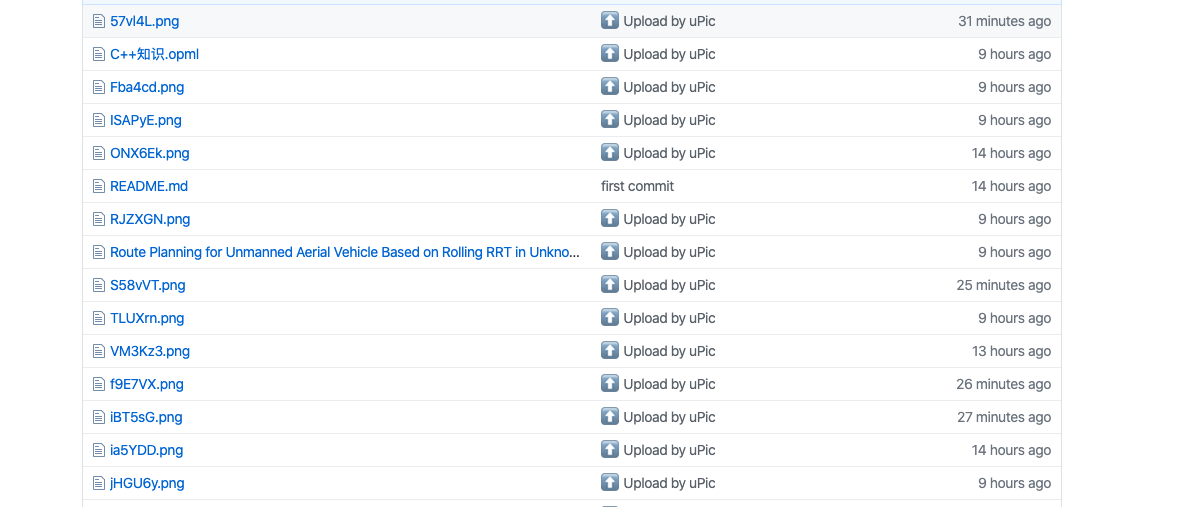 57vl4L.png ⬆️ Upload by uPic 31 minutes ago
C++知识.opml ⬆️ Upload by uPic 9 hours ago
Fba4cd.png ⬆️ Upload by uPic 9 hours ago
ISAPyE.png ⬆️ Upload by uPic 9 hours ago
ONX6Ek.png ⬆️ Upload by uPic 14 hours ago
README.md first commit 14 hours ago
RJZXGN.png ⬆️ Upload by uPic 9 hours ago
Route Planning for Unmanned Aerial Vehicle Based on Rolling RRT in Unkno... ⬆️ Upload by uPic 9 hours ago
S58vVT.png ⬆️ Upload by uPic 25 minutes ago
TLUXrn.png ⬆️ Upload by uPic 9 hours ago
VM3Kz3.png ⬆️ Upload by uPic 13 hours ago
f9E7VX.png ⬆️ Upload by uPic 26 minutes ago
iBT5sG.png ⬆️ Upload by uPic 27 minutes ago
ia5YDD.png ⬆️ Upload by uPic 14 hours ago
jHGU6y.png ⬆️ Upload by uPic 9 hours ago